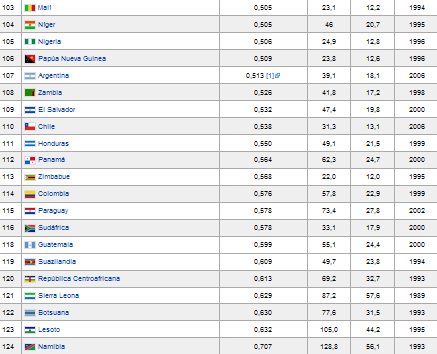 103 Malí 0,505 23,1 12,2 1994
104 Níger 0,505 46 20,7 1995
105 Nigeria 0,506 24,9 12,8 1996
106 Papúa Nueva Guinea 0,509 23,8 12,6 1996
107 Argentina 0,513 [1] 39,1 18,1 2006
108 Zambia 0,526 41,8 17,2 1998
109 El Salvador 0,532 47,4 19,8 2000
110 Chile 0,538 31,3 13,1 2006
111 Honduras 0,550 49,1 21,5 1999
112 Panamá 0,564 62,3 24,7 2000
113 Zimbabue 0,568 22,0 12,0 1995
114 Colombia 0,576 57,8 22,9 1999
115 Paraguay 0,578 73,4 27,8 2002
116 Sudáfrica 0,578 33,1 17,9 2000
118 Guatemala 0,599 55,1 24,4 2000
119 Suazilandia 0,609 49,7 23,8 1994
120 República Centroafricana 0,613 69,2 32,7 1993
121 Sierra Leona 0,629 87,2 57,6 1989
122 Botsuana 0,630 77,6 31,5 1993
123 Lesoto 0,632 105,0 44,2 1995
124 Namibia 0,707 128,8 56,1 1993